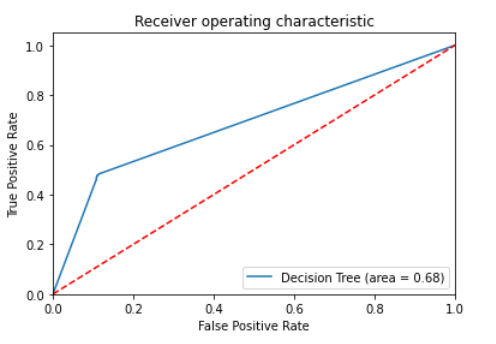 Receiver operating characteristic
1.0
0.8
0.6
0.4
0.2
0.0
True Positive Rate
Decision Tree (area = 0.68)
0.0 0.2 0.4 0.6 0.8 1.0
False Positive Rate